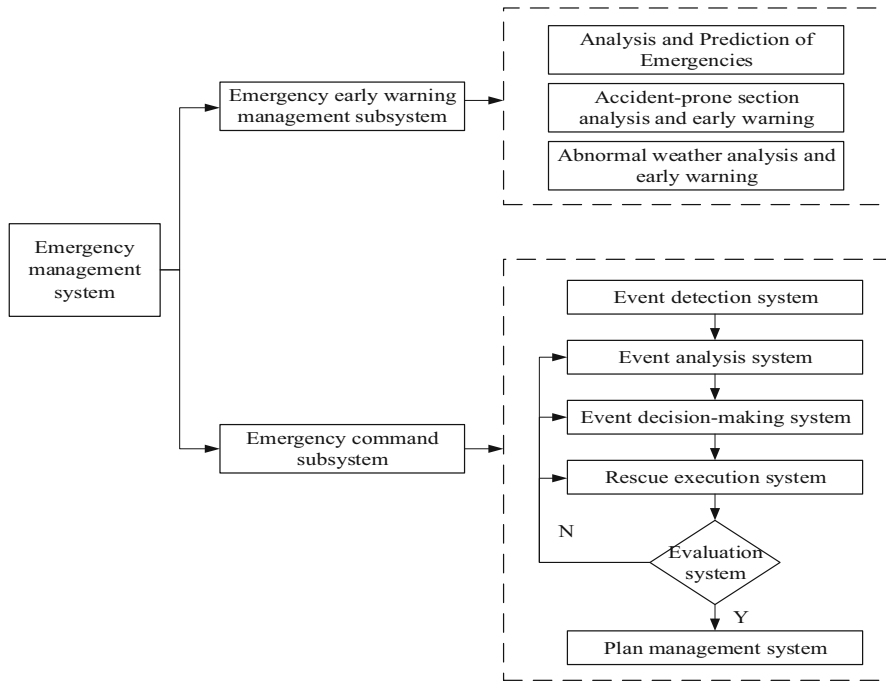 Analysis and Prediction of
Emergencies
Emergency early warning
management subsystem
Accident-prone section
analysis and early warning
Abnormal weather analysis and
early warning
Emergency
management
system
Event detection system
Event analysis system
Event decision-making system
Emergency command
subsystem
Rescue execution system
N
Evaluation
system
Y
Plan management system